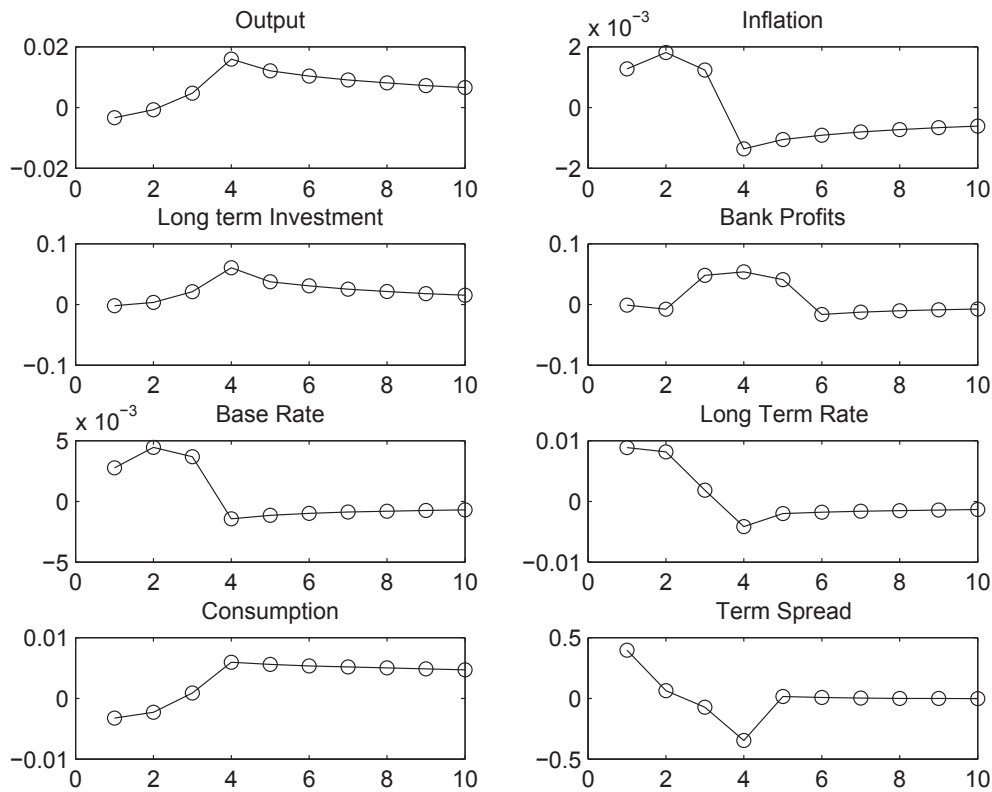 Output
0.02
0
−0.02
0 2 4 6 8 10
Inflation
x 10−3
2
0
−2
0 2 4 6 8 10
Long term Investment
0.1
0
−0.1
0 2 4 6 8 10
Bank Profits
0.1
0
−0.1
0 2 4 6 8 10
Base Rate
x 10−3
5
0
−5
0 2 4 6 8 10
Long Term Rate
0.01
0
−0.01
0 2 4 6 8 10
Consumption
0.01
0
−0.01
0 2 4 6 8 10
Term Spread
0.5
0
−0.5
0 2 4 6 8 10